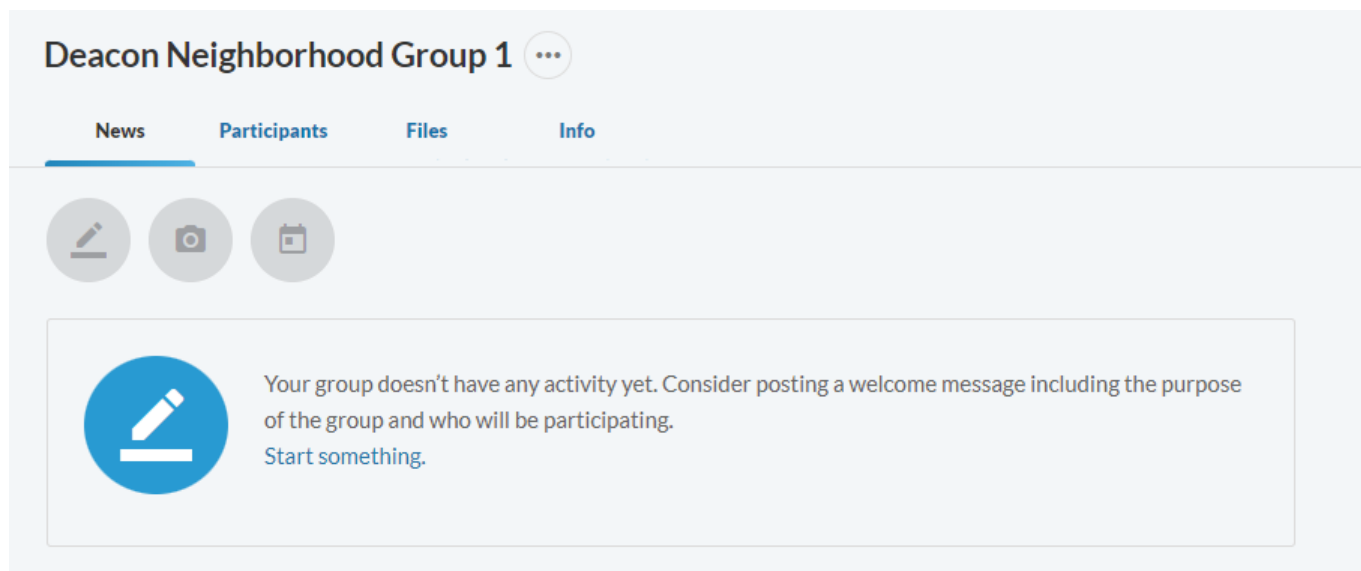 Deacon Neighborhood Group 1
News Participants Files Info
Your group doesn’t have any activity yet. Consider posting a welcome message including the purpose
of the group and who will be participating.
Start something.